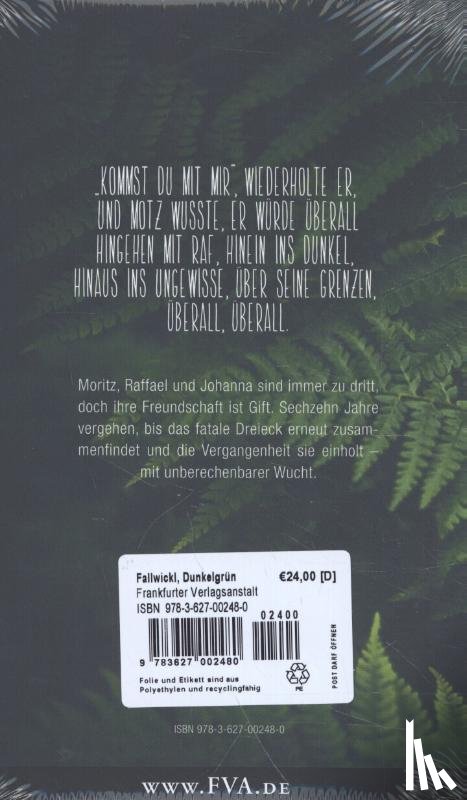 „KOMMST DU MIT MIR“, WIEDERHOLTE ER,
UND MOTZ WUSSTE, ER WÜRDE ÜBERALL
HINGEHEN MIT RAF, HINEIN INS DUNKEL,
HINAUS INS UNGEWISSE, ÜBER SEINE GRENZEN,
ÜBERALL, ÜBERALL.
Moritz, Raffael und Johanna sind immer zu dritt,
doch ihre Freundschaft ist Gift. Sechzehn Jahre
vergehen, bis das fatale Dreieck erneut zusam-
menfindet und die Vergangenheit sie einholt –
mit unberechenbarer Wucht.
Fallwickl, Dunkelgrün €24,00 [D]
Frankfurter Verlagsanstalt
ISBN 978-3-627-00248-0
02400
9 783627 002480
Folie und Etikett sind aus
Polyethylen und recyclingfähig
PE
POST DARF ÖFFNEN
ISBN 978-3-627-00248-0
WWW.FVA.DE